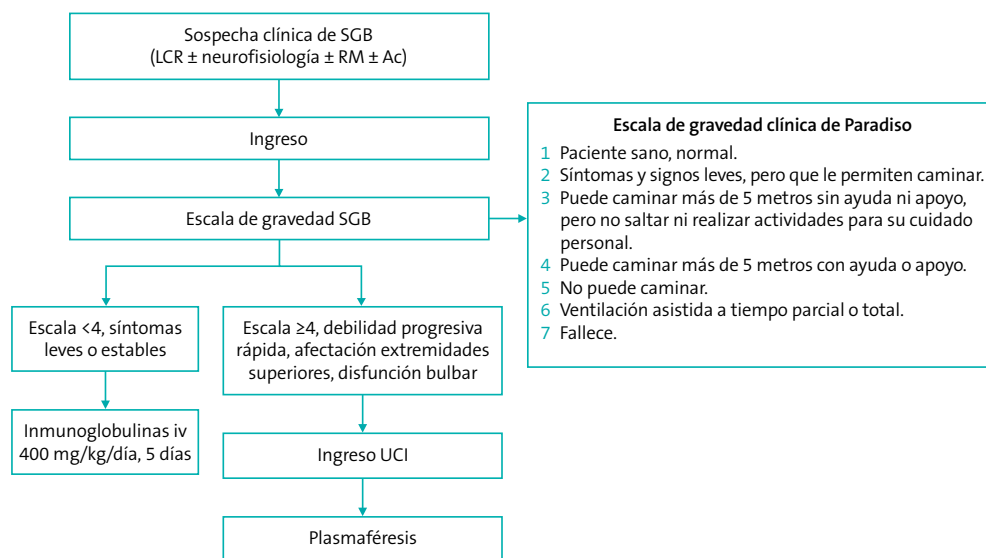 Sospecha clínica de SGB
(LCR ± neurofisiología ± RM ± Ac)
Ingreso
Escala de gravedad SGB
Escala de gravedad clínica de Paradiso
1 Paciente sano, normal.
2 Síntomas y signos leves, pero que le permiten caminar.
3 Puede caminar más de 5 metros sin ayuda ni apoyo,
pero no saltar ni realizar actividades para su cuidado
personal.
4 Puede caminar más de 5 metros con ayuda o apoyo.
5 No puede caminar.
6 Ventilación asistida a tiempo parcial o total.
7 Fallece.
Escala <4, síntomas
leves o estables
Escala ≥4, debilidad progresiva
rápida, afectación extremidades
superiores, disfunción bulbar
Inmunoglobulinas iv
400 mg/kg/día, 5 días
Ingreso UCI
Plasmaféresis